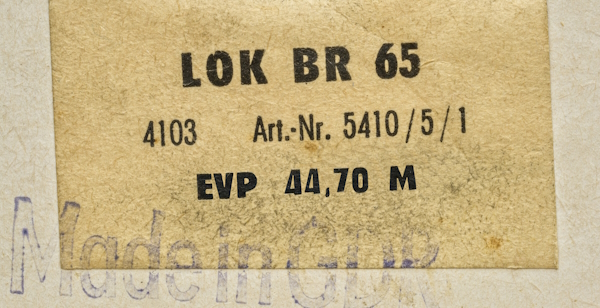 LOK BR 65
4103 Art.-Nr. 5410/5/1
EVP 44,70 M
Made in GDR